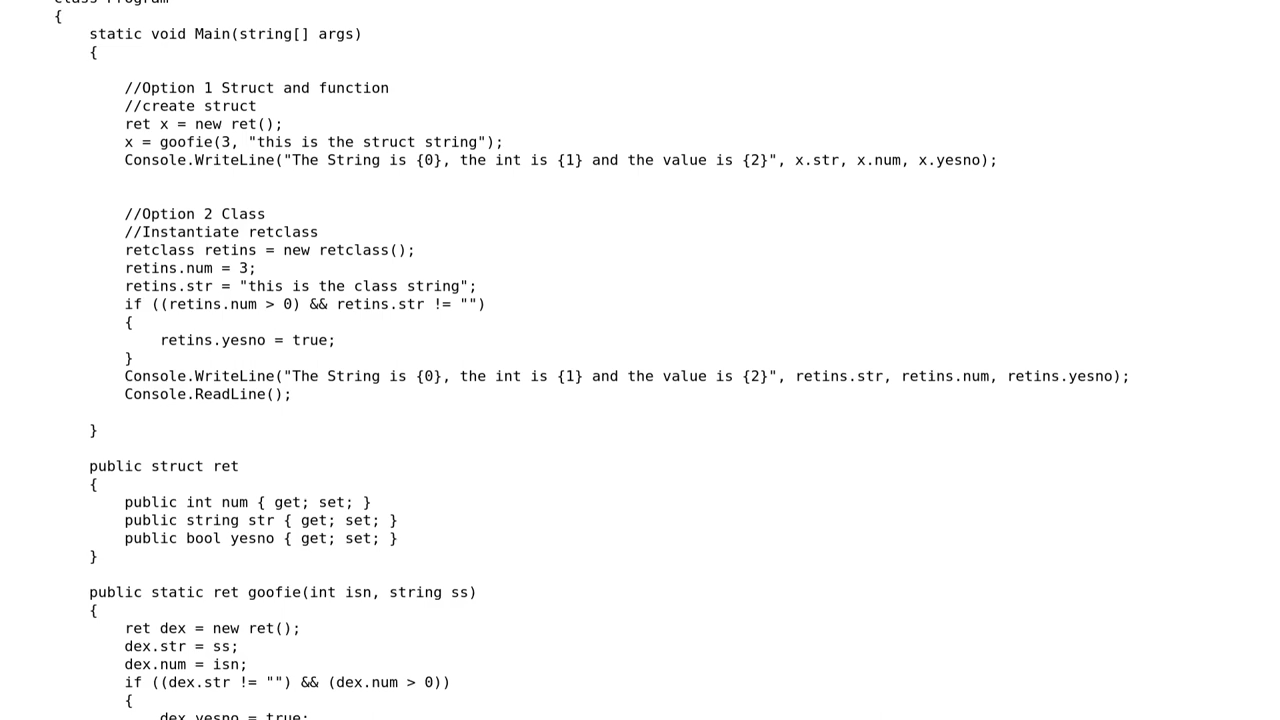 class Program
{
static void Main(string[] args)
{
//Option 1 Struct and function
//create struct
ret x = new ret();
x = goofie(3, "this is the struct string");
Console.WriteLine("The String is {0}, the int is {1} and the value is {2}", x.str, x.num, x.yesno);
//Option 2 Class
//Instantiate retclass
retclass retins = new retclass();
retins.num = 3;
retins.str = "this is the class string";
if ((retins.num > 0) && retins.str != "")
{
retins.yesno = true;
}
Console.WriteLine("The String is {0}, the int is {1} and the value is {2}", retins.str, retins.num, retins.yesno);
Console.ReadLine();
}
public struct ret
{
public int num { get; set; }
public string str { get; set; }
public bool yesno { get; set; }
}
public static ret goofie(int isn, string ss)
{
ret dex = new ret();
dex.str = ss;
dex.num = isn;
if ((dex.str != "") && (dex.num > 0))
{
dex.yesno = true;